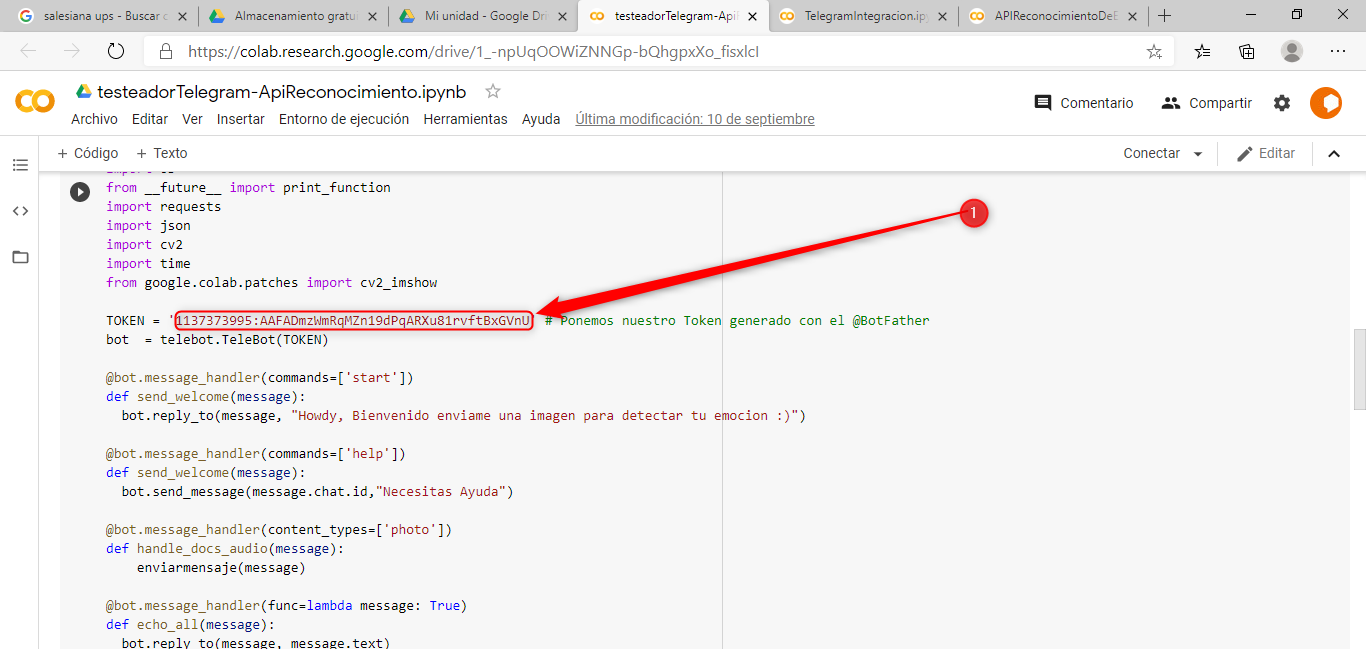 salesiana ups - Buscar c
Almacenamiento gratui
Mi unidad - Google Dri
testeadorTelegram-ApiI
TelegramIntegracion.ipy
APIReconocimientoDeE
https://colab.research.google.com/drive/1_-npUqOOWiZNNGp-bQhgpxXo_fisxlcI
testeadorTelegram-ApiReconocimiento.ipynb
Comentario
Compartir
Archivo Editar Ver Insertar Entorno de ejecución Herramientas Ayuda Última modificación: 10 de septiembre
+ Código + Texto
Conectar
Editar
from __future__ import print_function
import requests
import json
import cv2
import time
from google.colab.patches import cv2_imshow
1
TOKEN = '1137373995:AAFADmzWmRqMZn19dPqARXu81rvftBxGVnU' # Ponemos nuestro Token generado con el @BotFather
bot  = telebot.TeleBot(TOKEN)
@bot.message_handler(commands=['start'])
def send_welcome(message):
  bot.reply_to(message, "Howdy, Bienvenido enviame una imagen para detectar tu emocion :)")
@bot.message_handler(commands=['help'])
def send_welcome(message):
  bot.send_message(message.chat.id,"Necesitas Ayuda")
@bot.message_handler(content_types=['photo'])
def handle_docs_audio(message):
    enviarmensaje(message)
@bot.message_handler(func=lambda message: True)
def echo_all(message):
  bot.reply_to(message, message.text)